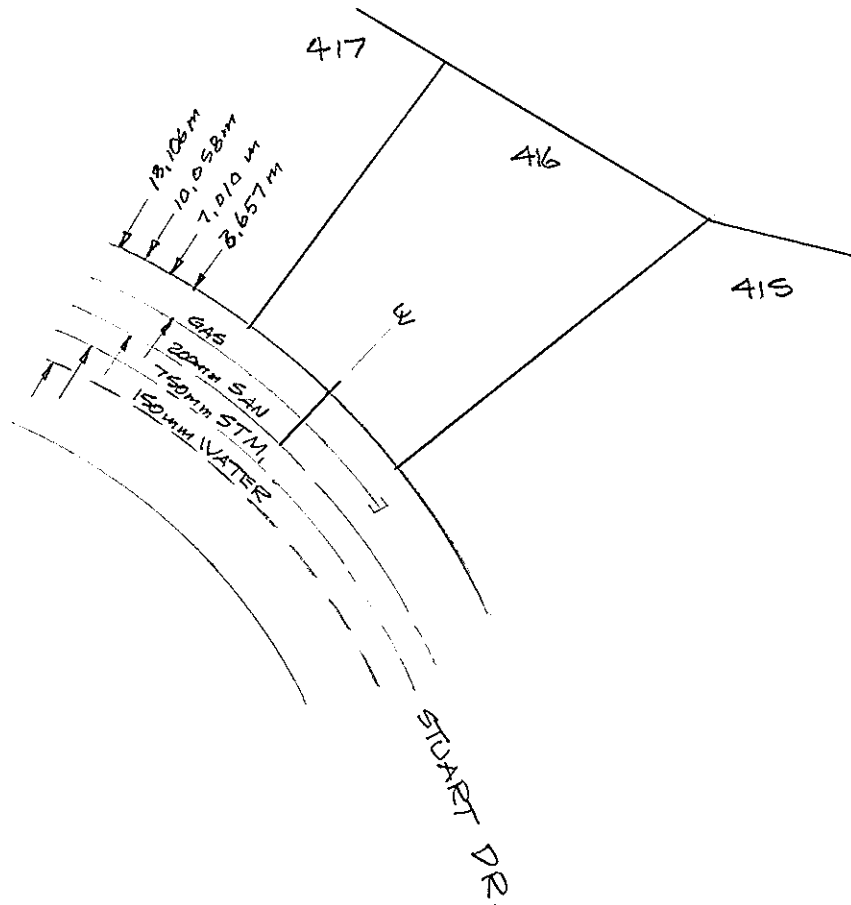 417
416
415
13,106m
10,058m
7,010 m
3,657m
GAS
200mm SAN
750mm STM,
150mm WATER
STUART DR.